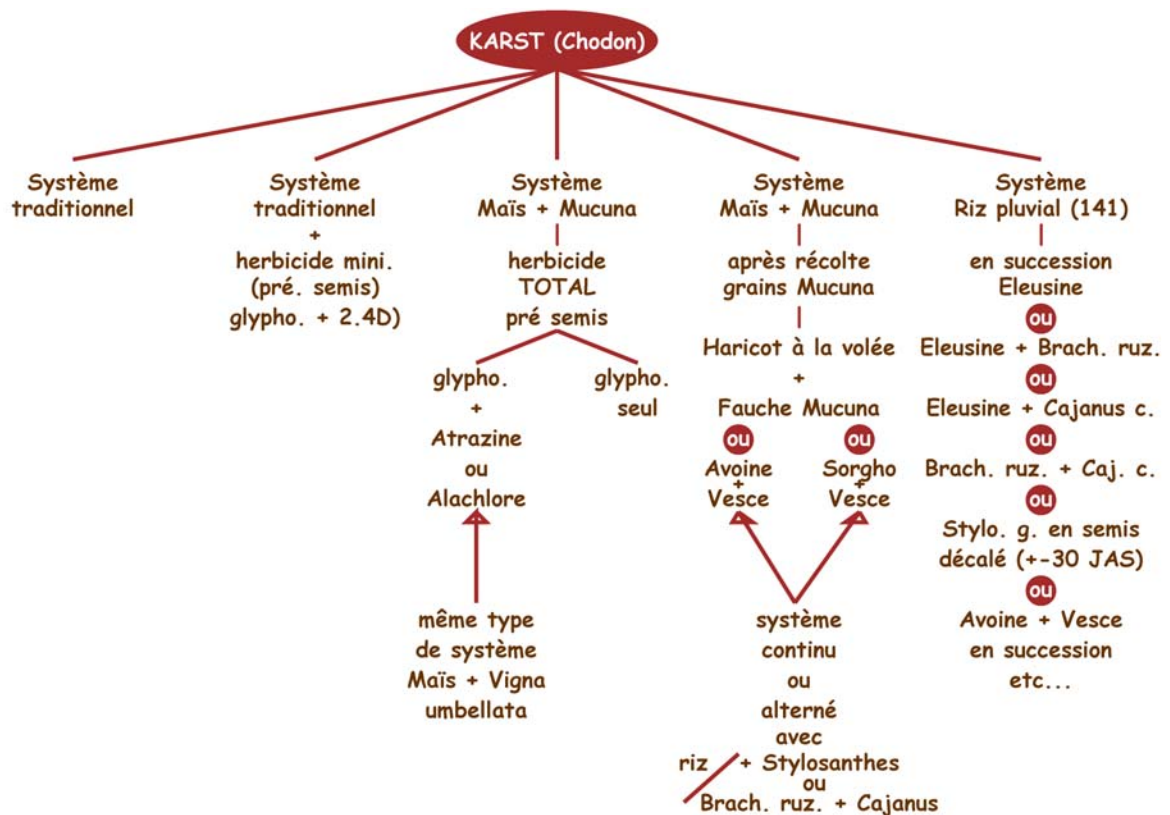 KARST (Chodon)
Système
traditionnel
Système
traditionnel
+
herbicide mini.
(pré. semis)
glypho. + 2.4D)
Système
Maïs + Mucuna
herbicide
TOTAL
pré semis
glypho.
+
Atrazine
ou
Alachlore
glypho.
seul
même type
de système
Maïs + Vigna
umbellata
Système
Maïs + Mucuna
après récolte
grains Mucuna
Haricot à la volée
+
Fauche Mucuna
ou
Avoine
+
Vesce
ou
Sorgho
+
Vesce
système
continu
ou
alterné
avec
riz + Stylosanthes
ou
Brach. ruz. + Cajanus
Système
Riz pluvial (141)
en succession
Eleusine
ou
Eleusine + Brach. ruz.
ou
Eleusine + Cajanus c.
ou
Brach. ruz. + Caj. c.
ou
Stylo. g. en semis
décalé (+-30 JAS)
ou
Avoine + Vesce
en succession
etc...